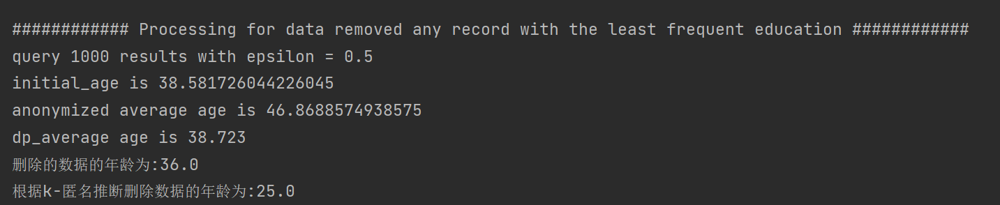 ############ Processing for data removed any record with the least frequent education ############
query 1000 results with epsilon = 0.5
initial_age is 38.581726044226045
anonymized average age is 46.8688574938575
dp_average age is 38.723
删除的数据的年龄为:36.0
根据k-匿名推断删除数据的年龄为:25.0